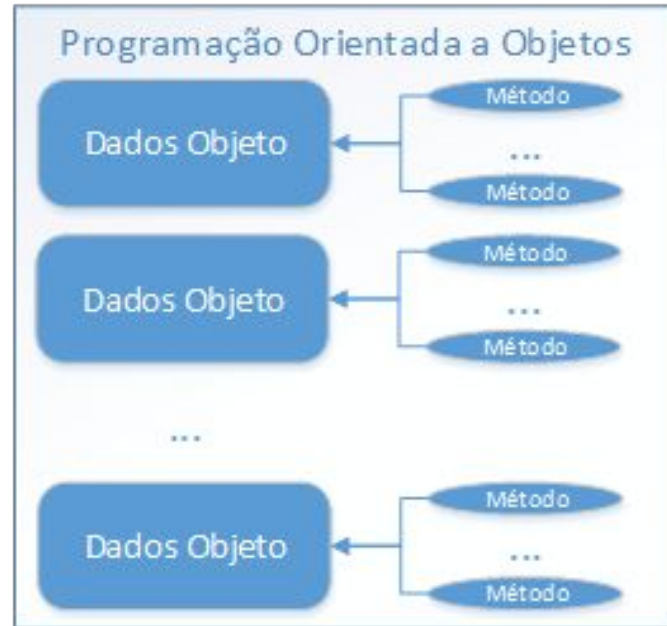 Programação Orientada a Objetos
Dados Objeto
Método
...
Método
Dados Objeto
Método
...
Método
...
Dados Objeto
Método
...
Método